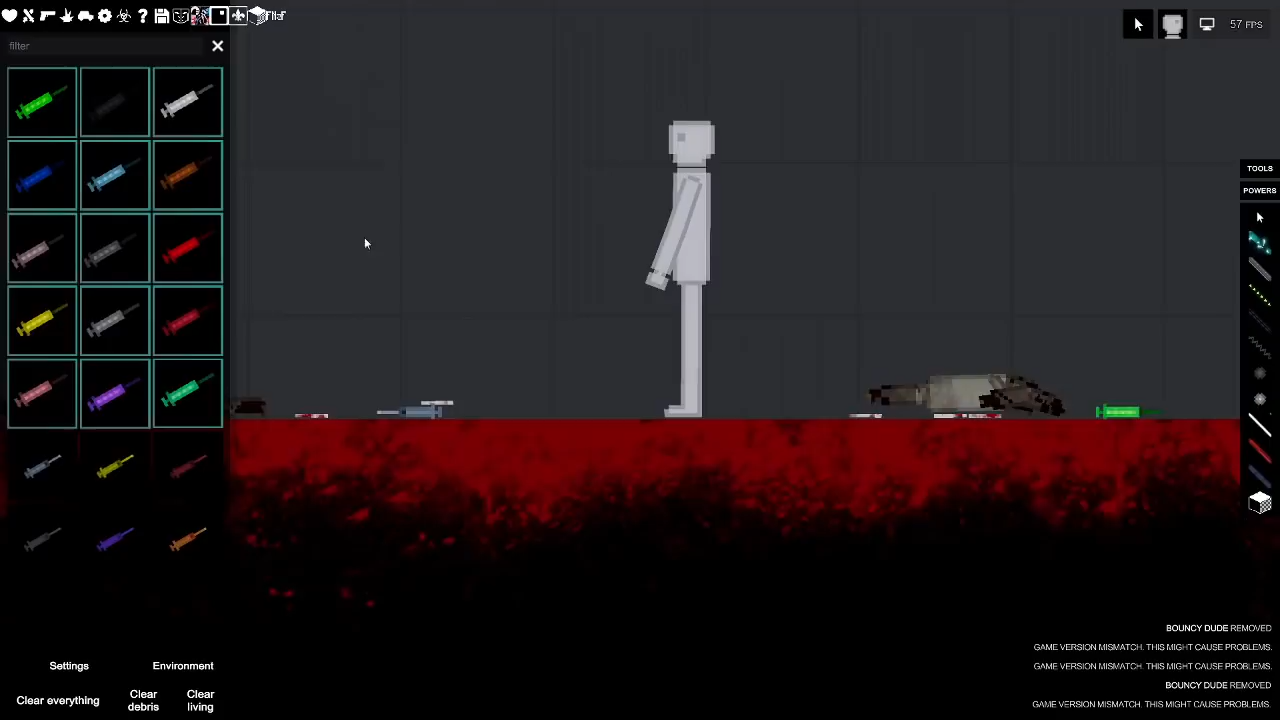 57 FPS
filter
TOOLS
POWERS
BOUNCY DUDE REMOVED
GAME VERSION MISMATCH. THIS MIGHT CAUSE PROBLEMS.
GAME VERSION MISMATCH. THIS MIGHT CAUSE PROBLEMS.
BOUNCY DUDE REMOVED
GAME VERSION MISMATCH. THIS MIGHT CAUSE PROBLEMS.
Settings
Environment
Clear everything
Clear debris
Clear living